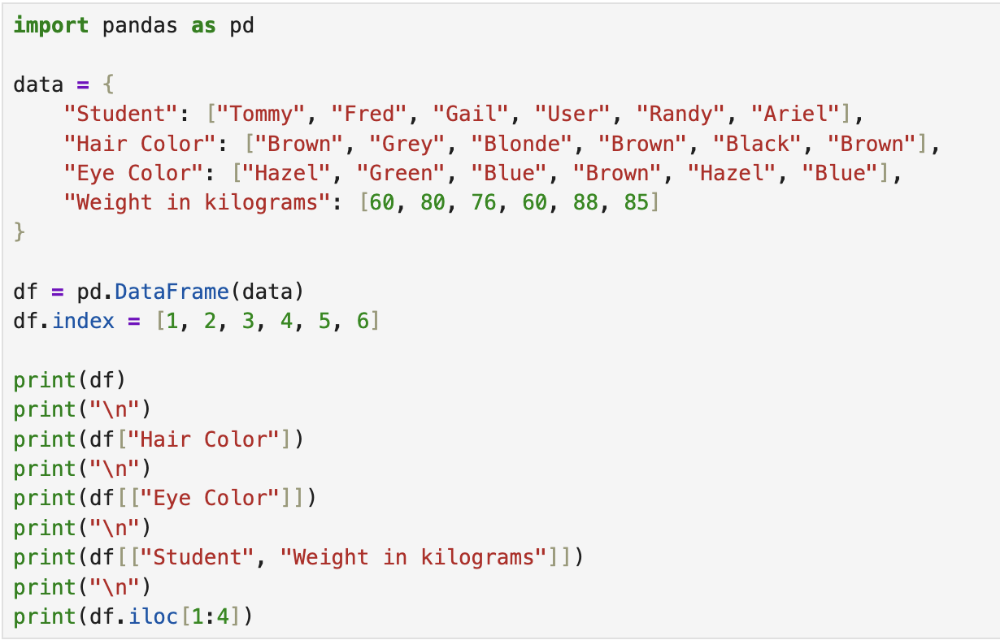 import pandas as pd
data = {
    "Student": ["Tommy", "Fred", "Gail", "User", "Randy", "Ariel"],
    "Hair Color": ["Brown", "Grey", "Blonde", "Brown", "Black", "Brown"],
    "Eye Color": ["Hazel", "Green", "Blue", "Brown", "Hazel", "Blue"],
    "Weight in kilograms": [60, 80, 76, 60, 88, 85]
}
df = pd.DataFrame(data)
df.index = [1, 2, 3, 4, 5, 6]
print(df)
print("\n")
print(df["Hair Color"])
print("\n")
print(df[["Eye Color"]])
print("\n")
print(df[["Student", "Weight in kilograms"]])
print("\n")
print(df.iloc[1:4])